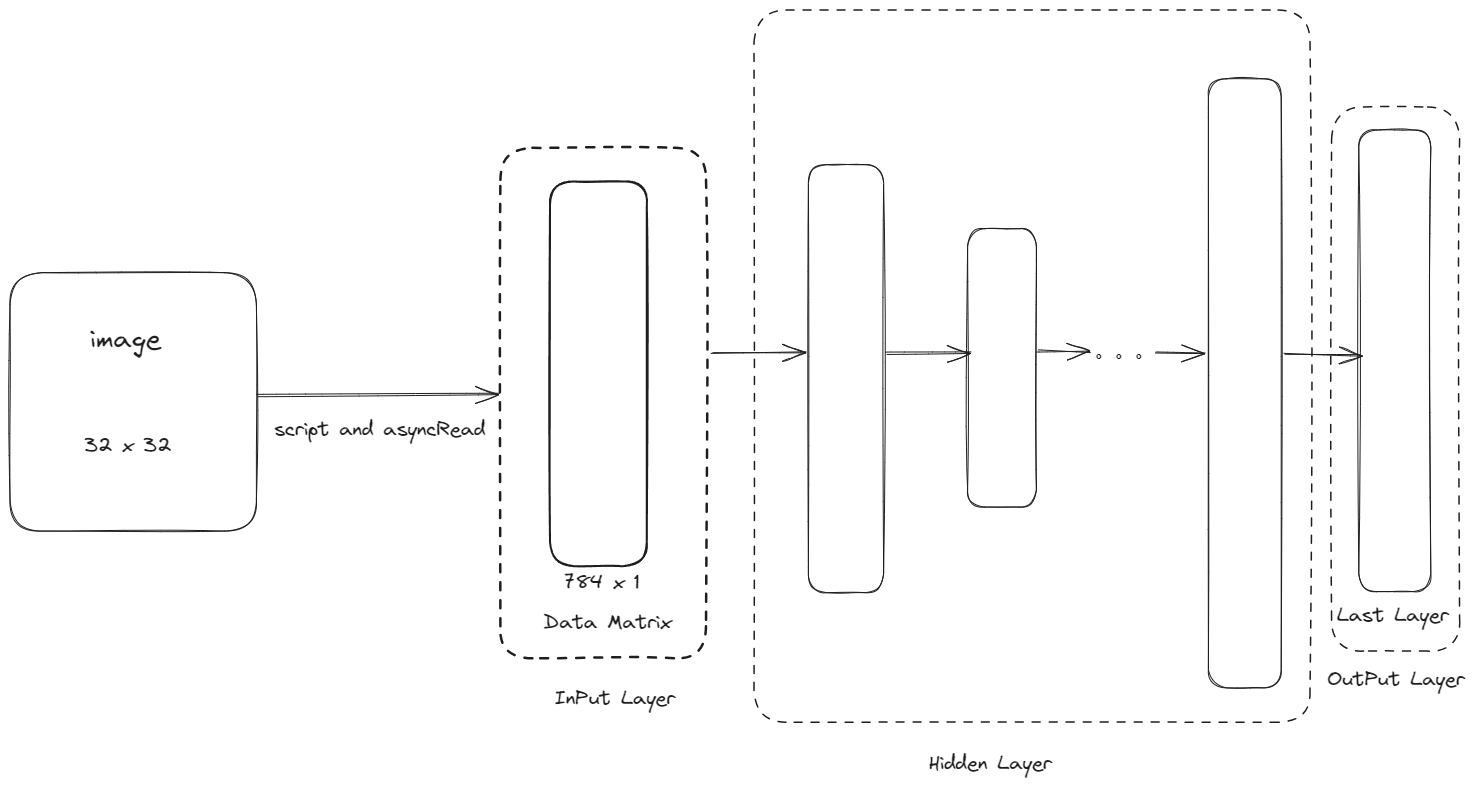 image
32 x 32
script and asyncRead
784 x 1
Data Matrix
InPut Layer
Hidden Layer
Last Layer
OutPut Layer